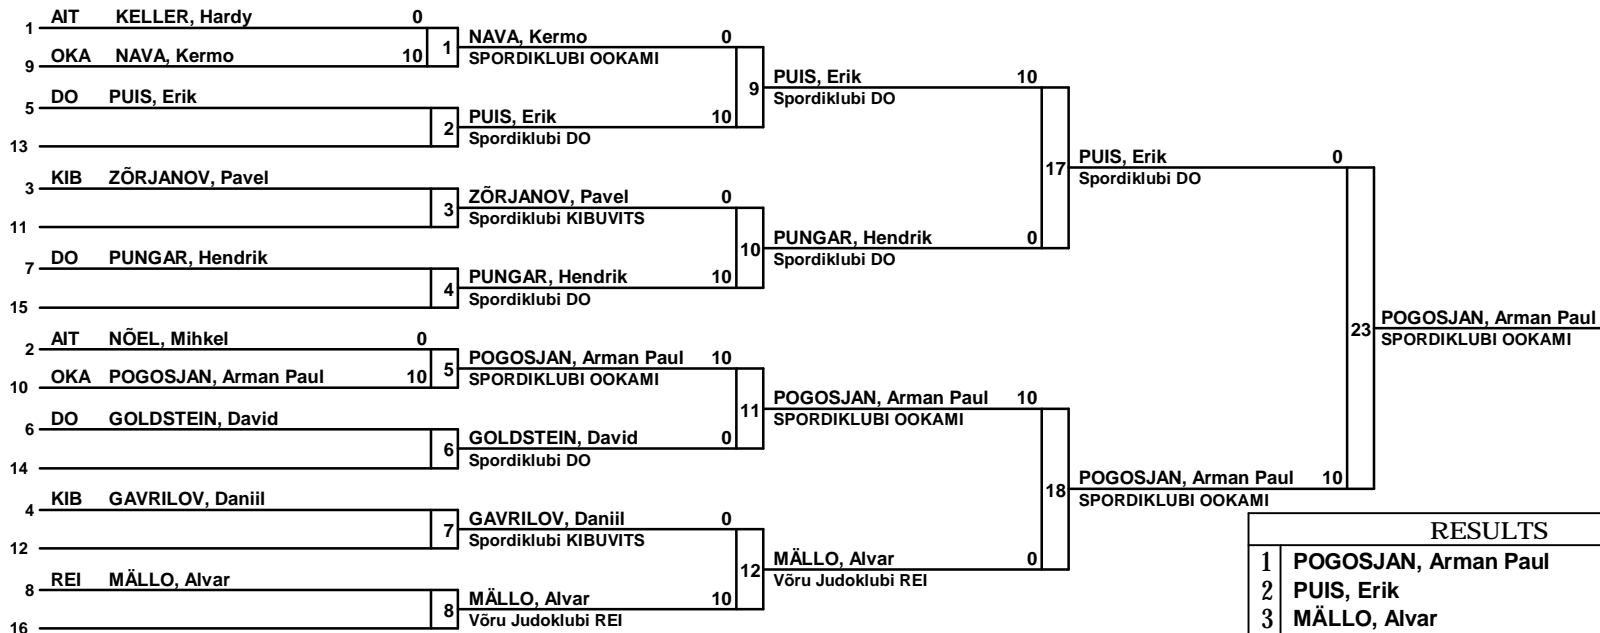 1 AIT KELLER, Hardy 0
9 OKA NAVA, Kermo 10
1
NAVA, Kermo 0
SPORDIKLUBI OOKAMI
5 DO PUIS, Erik
13
2
PUIS, Erik 10
Spordiklubi DO
9
PUIS, Erik 10
Spordiklubi DO
3 KIB ZÕRJANOV, Pavel
11
3
ZÕRJANOV, Pavel 0
Spordiklubi KIBUVITS
7 DO PUNGAR, Hendrik
15
4
PUNGAR, Hendrik 10
Spordiklubi DO
10
PUNGAR, Hendrik 0
Spordiklubi DO
17
PUIS, Erik 0
Spordiklubi DO
2 AIT NÕEL, Mihkel 0
10 OKA POGOSJAN, Arman Paul 10
5
POGOSJAN, Arman Paul 10
SPORDIKLUBI OOKAMI
6 DO GOLDSTEIN, David
14
6
GOLDSTEIN, David 0
Spordiklubi DO
11
POGOSJAN, Arman Paul 10
SPORDIKLUBI OOKAMI
4 KIB GAVRILOV, Daniil
12
7
GAVRILOV, Daniil 0
Spordiklubi KIBUVITS
8 REI MÄLLO, Alvar
16
8
MÄLLO, Alvar 10
Võru Judoklubi REI
12
MÄLLO, Alvar 0
Võru Judoklubi REI
18
POGOSJAN, Arman Paul 10
SPORDIKLUBI OOKAMI
23
POGOSJAN, Arman Paul
SPORDIKLUBI OOKAMI
RESULTS
1 POGOSJAN, Arman Paul
2 PUIS, Erik
3 MÄLLO, Alvar